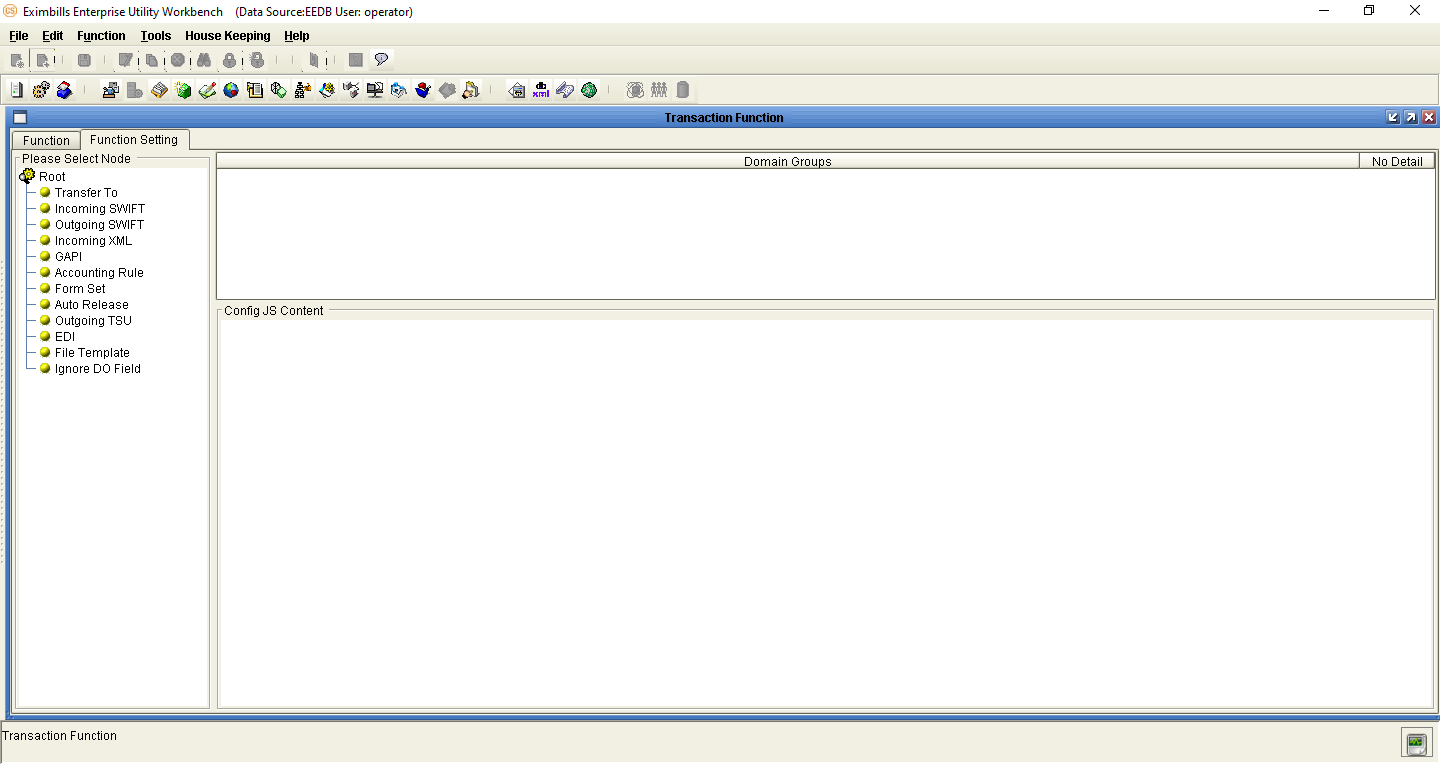 Eximbills Enterprise Utility Workbench (Data Source:EEDB User: operator)
File Edit Function Tools House Keeping Help
Transaction Function
Function Function Setting
Please Select Node
Root
Transfer To
Incoming SWIFT
Outgoing SWIFT
Incoming XML
GAPI
Accounting Rule
Form Set
Auto Release
Outgoing TSU
EDI
File Template
Ignore DO Field
Domain Groups No Detail
Config JS Content
Transaction Function